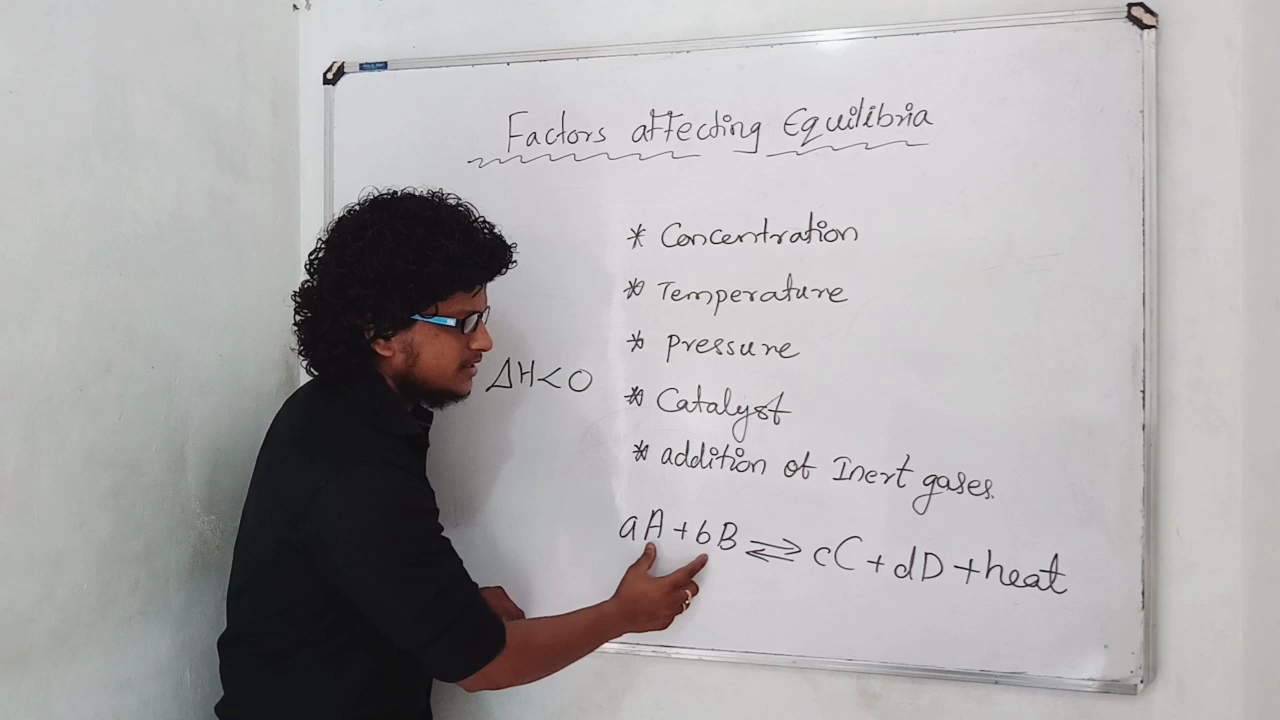 Factors affecting Equilibria
* Concentration
* Temperature
* pressure
ΔH<O
* Catalyst
* addition of Inert gases.
aA+bB ⇌ cC+dD+heat